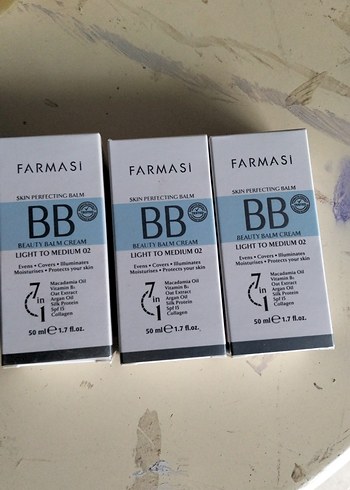 FARMASi
SKIN PERFECTING BALM
BB
BEAUTY BALM CREAM
LIGHT TO MEDIUM 02
Evens • Covers • Illuminates
Moisturises • Protects your skin
7 in 1
Macadamia Oil
Vitamin B5
Oat Extract
Argan Oil
Silk Protein
Spf 15
Collagen
50 ml ℮ 1.7 fl.oz.
FARMASi
SKIN PERFECTING BALM
BB
BEAUTY BALM CREAM
LIGHT TO MEDIUM 02
Evens • Covers • Illuminates
Moisturises • Protects your skin
7 in 1
Macadamia Oil
Vitamin B5
Oat Extract
Argan Oil
Silk Protein
Spf 15
Collagen
50 ml ℮ 1.7 fl.oz.
FARMASi
SKIN PERFECTING BALM
BB
BEAUTY BALM CREAM
LIGHT TO MEDIUM 02
Evens • Covers • Illuminates
Moisturises • Protects your skin
7 in 1
Macadamia Oil
Vitamin B5
Oat Extract
Argan Oil
Silk Protein
Spf 15
Collagen
50 ml ℮ 1.7 fl.oz.